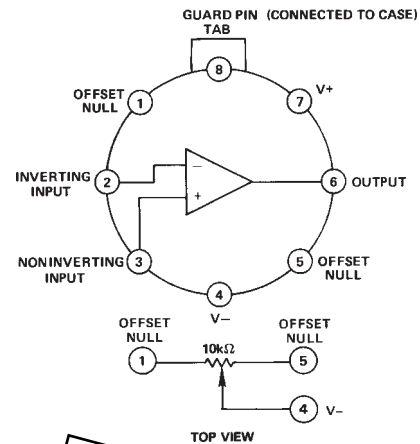 GUARD PIN (CONNECTED TO CASE)
TAB
8
OFFSET
NULL
1
7
V+
INVERTING
INPUT
2
−
+
6
OUTPUT
NONINVERTING
INPUT
3
5
OFFSET
NULL
4
V−
OFFSET
NULL
10kΩ
OFFSET
NULL
1
5
4
V−
TOP VIEW